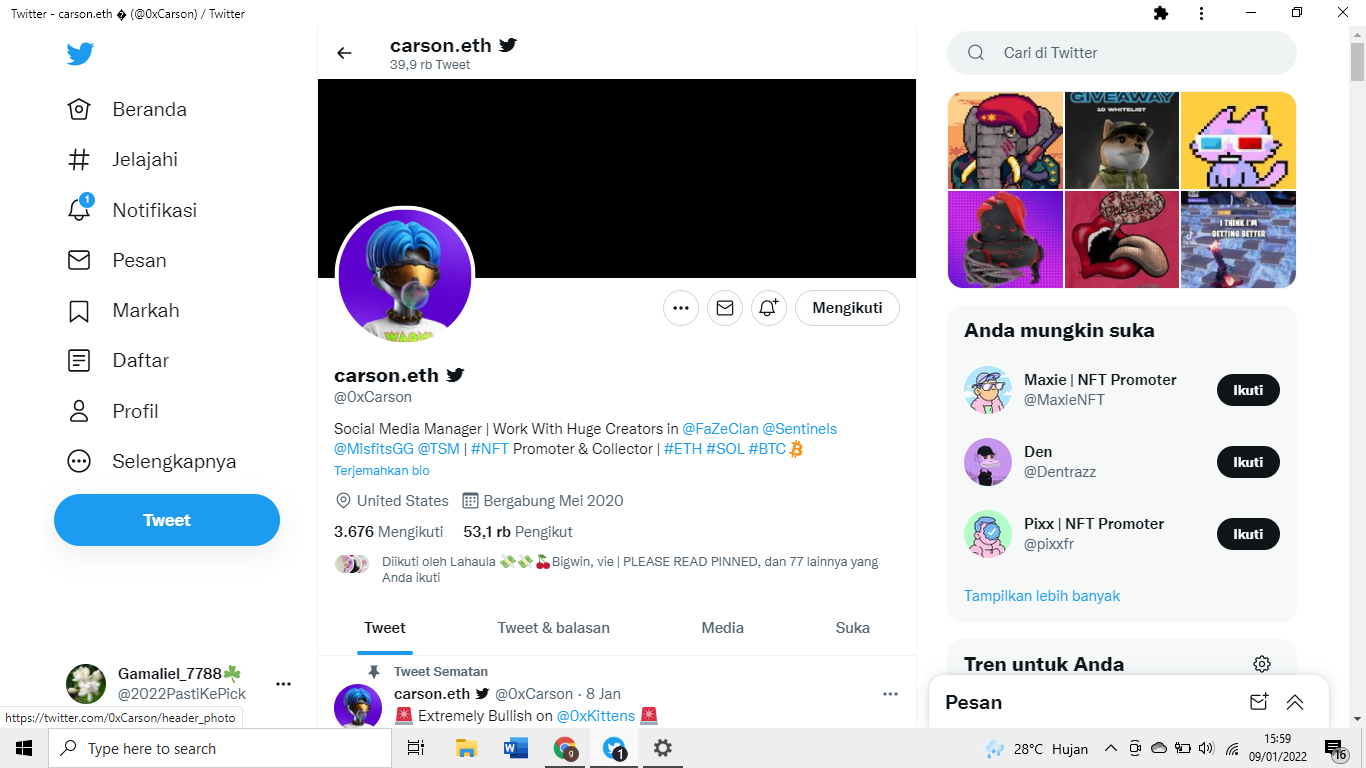 Twitter - carson.eth � (@0xCarson) / Twitter
carson.eth
39,9 rb Tweet
Beranda
Jelajahi
1
Notifikasi
Pesan
Markah
Daftar
Profil
Selengkapnya
Tweet
Gamaliel_7788☘️
@2022PastiKePick
https://twitter.com/0xCarson/header_photo
WAGMI
Mengikuti
carson.eth
@0xCarson
Social Media Manager | Work With Huge Creators in @FaZeClan @Sentinels
@MisfitsGG @TSM | #NFT Promoter & Collector | #ETH #SOL #BTC
Terjemahkan bio
United States Bergabung Mei 2020
3.676 Mengikuti 53,1 rb Pengikut
Diikuti oleh Lahaula 💸💸🍒Bigwin, vie | PLEASE READ PINNED, dan 77 lainnya yang
Anda ikuti
Tweet Tweet & balasan Media Suka
Tweet Sematan
carson.eth @0xCarson · 8 Jan
🚨 Extremely Bullish on @0xKittens 🚨
Cari di Twitter
GIVEAWAY
10 WHITELIST
I THINK I'M
GETTING BETTER
Anda mungkin suka
Maxie | NFT Promoter
@MaxieNFT
Ikuti
Den
@Dentrazz
Ikuti
Pixx | NFT Promoter
@pixxfr
Ikuti
Tampilkan lebih banyak
Tren untuk Anda
Pesan
Type here to search
g
1
28°C Hujan
15:59
09/01/2022
16